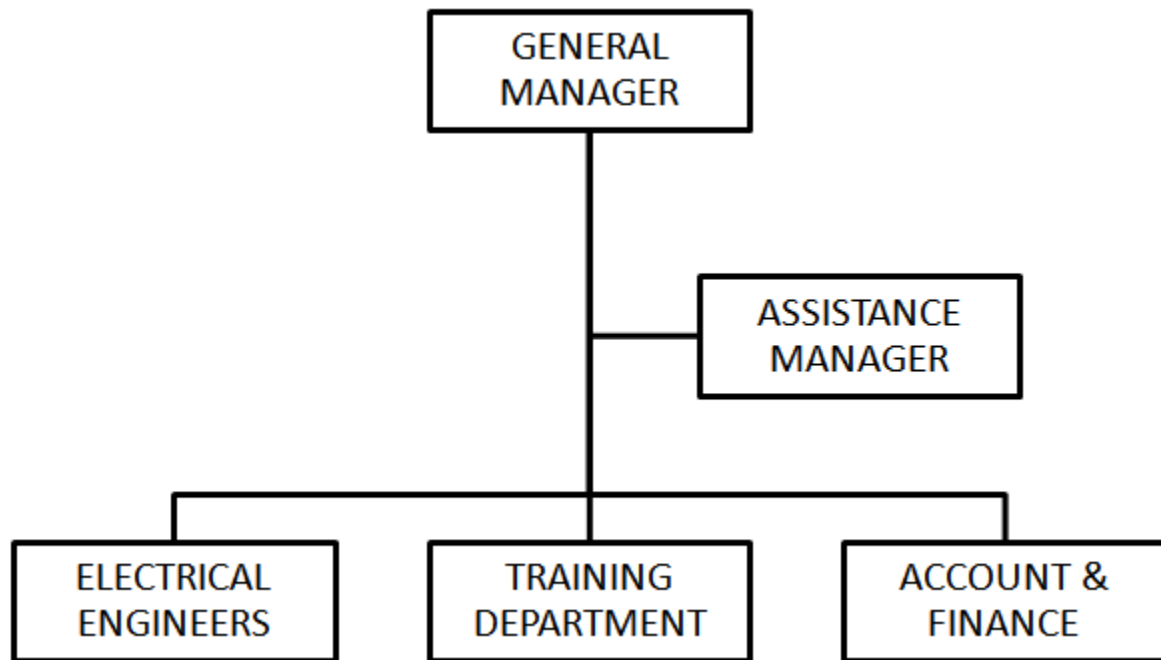 GENERAL
MANAGER
ASSISTANCE
MANAGER
ELECTRICAL
ENGINEERS
TRAINING
DEPARTMENT
ACCOUNT &
FINANCE